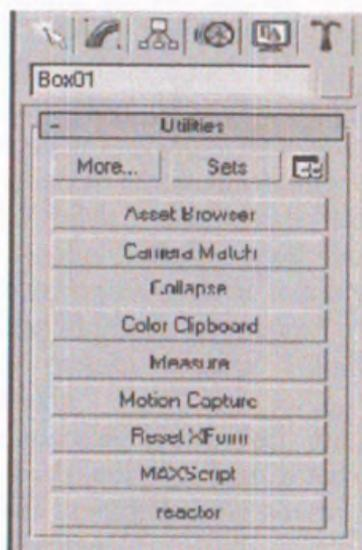 Box01
- Utilities
More... Sets
Asset Browser
Camera Match
Collapse
Color Clipboard
Measure
Motion Capture
Reset XForm
MAXScript
reactor